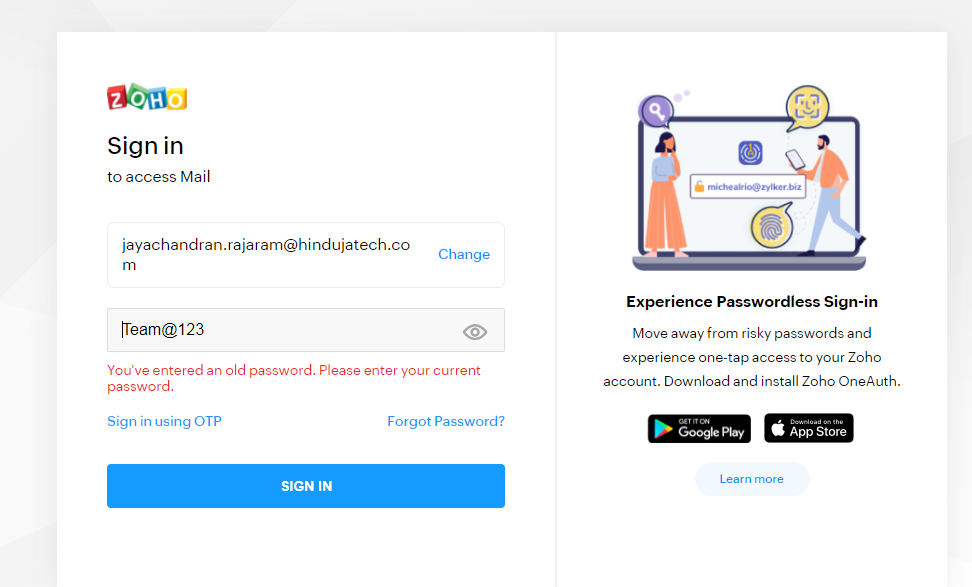 ZOHO
Sign in
to access Mail
jayachandran.rajaram@hindujatech.co
m
Change
Team@123
You've entered an old password. Please enter your current
password.
Sign in using OTP
Forgot Password?
SIGN IN
michealrio@zylker.biz
Experience Passwordless Sign-in
Move away from risky passwords and
experience one-tap access to your Zoho
account. Download and install Zoho OneAuth.
GET IT ON
Google Play
Download on the
App Store
Learn more